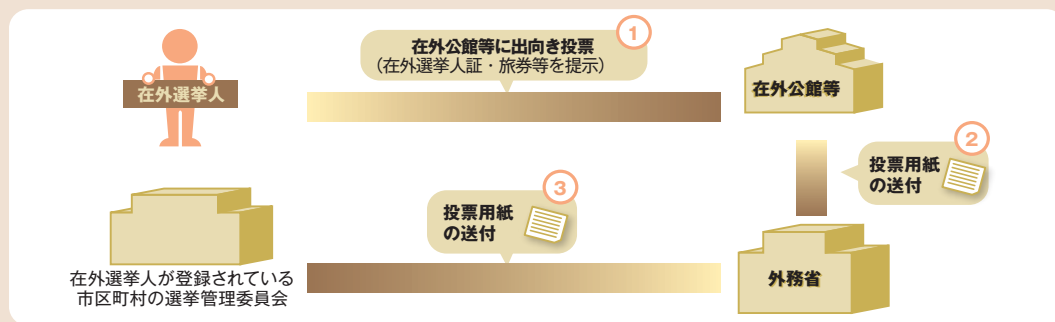 在外選挙人
1
在外公館等に出向き投票
（在外選挙人証・旅券等を提示）
在外公館等
2
投票用紙
の送付
外務省
3
投票用紙
の送付
在外選挙人が登録されている
市区町村の選挙管理委員会